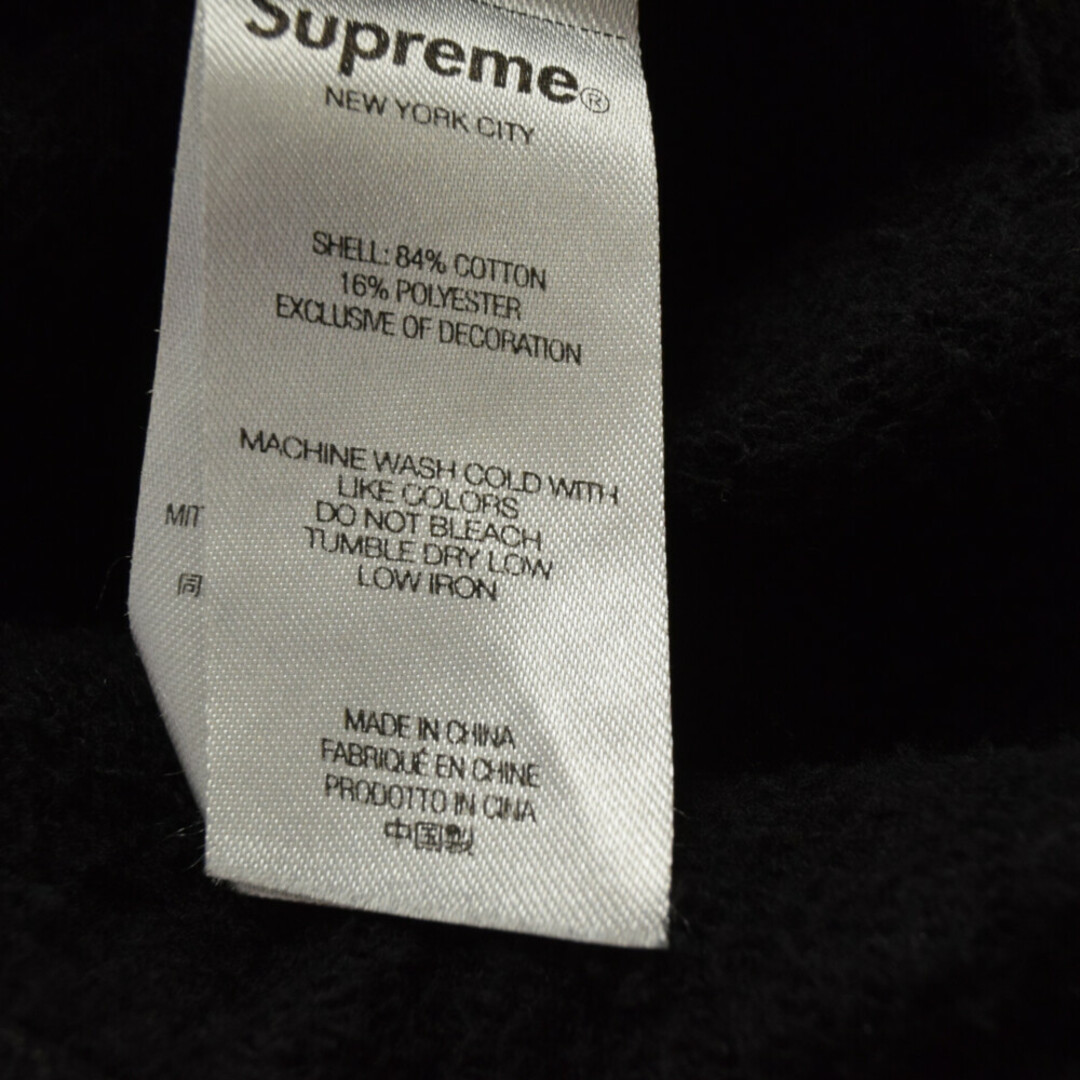 Supreme®
NEW YORK CITY
SHELL: 84% COTTON
16% POLYESTER
EXCLUSIVE OF DECORATION
MACHINE WASH COLD WITH
LIKE COLORS
DO NOT BLEACH
TUMBLE DRY LOW
LOW IRON
MADE IN CHINA
FABRIQUÉ EN CHINE
PRODOTTO IN CINA
中国製
MIT
同